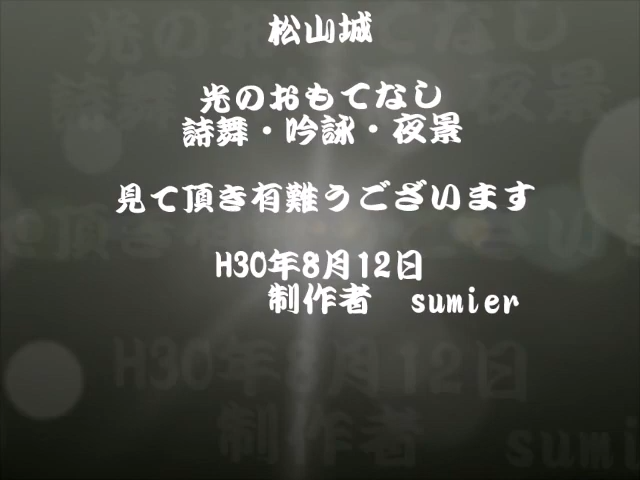 松山城
光のおもてなし
詩舞・吟詠・夜景
見て頂き有難うございます
H30年8月12日
制作者　sumier